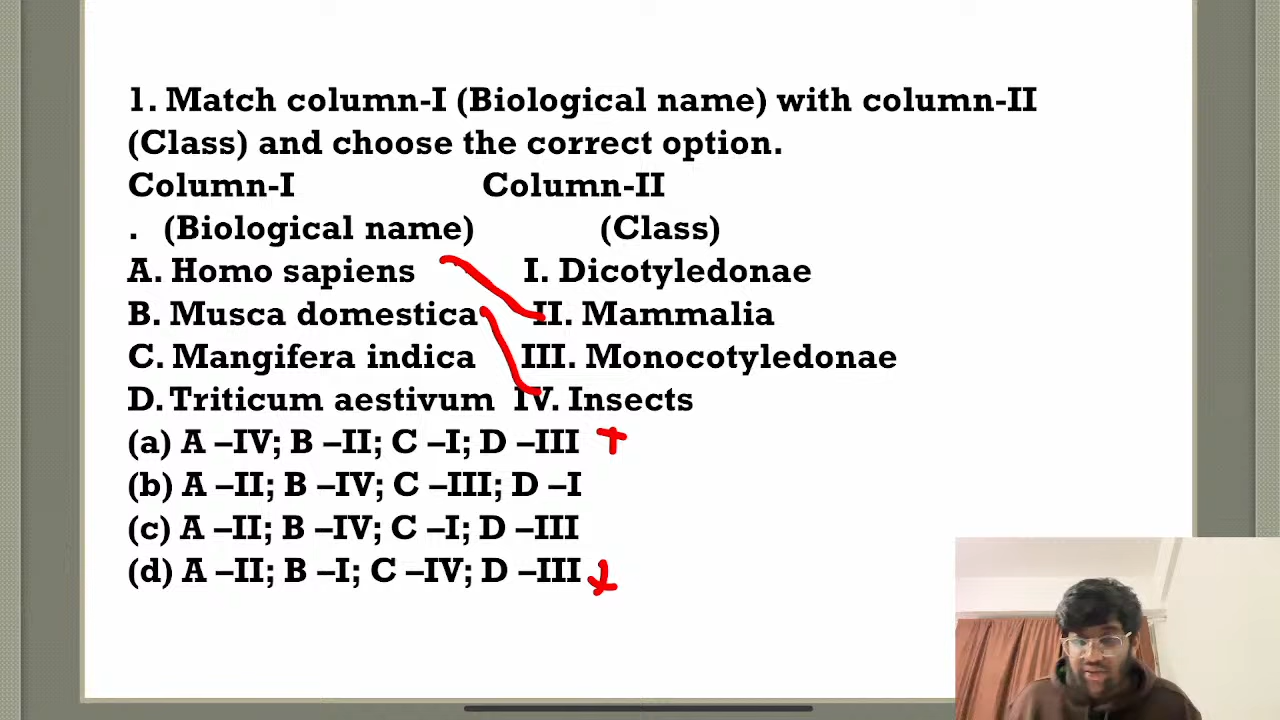 1. Match column-I (Biological name) with column-II
(Class) and choose the correct option.
Column-I Column-II
. (Biological name) (Class)
A. Homo sapiens I. Dicotyledonae
B. Musca domestica II. Mammalia
C. Mangifera indica III. Monocotyledonae
D. Triticum aestivum IV. Insects
(a) A –IV; B –II; C –I; D –III
(b) A –II; B –IV; C –III; D –I
(c) A –II; B –IV; C –I; D –III
(d) A –II; B –I; C –IV; D –III